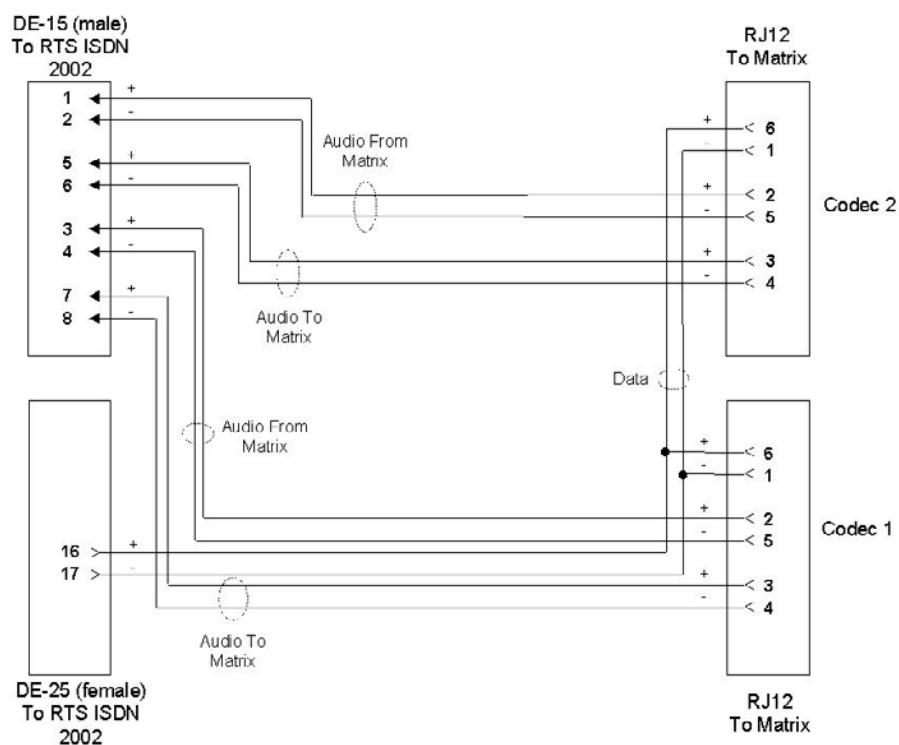 DE-15 (male)
To RTS ISDN
2002
1 +
2 -
5 +
6 -
3 +
4 -
7 +
8 -
Audio From
Matrix
Audio To
Matrix
RJ12
To Matrix
+ 6
- 1
+ 2
- 5
+ 3
- 4
Codec 2
Data
Audio From
Matrix
16 +
17 -
Audio To
Matrix
DE-25 (female)
To RTS ISDN
2002
+ 6
- 1
+ 2
- 5
+ 3
- 4
Codec 1
RJ12
To Matrix